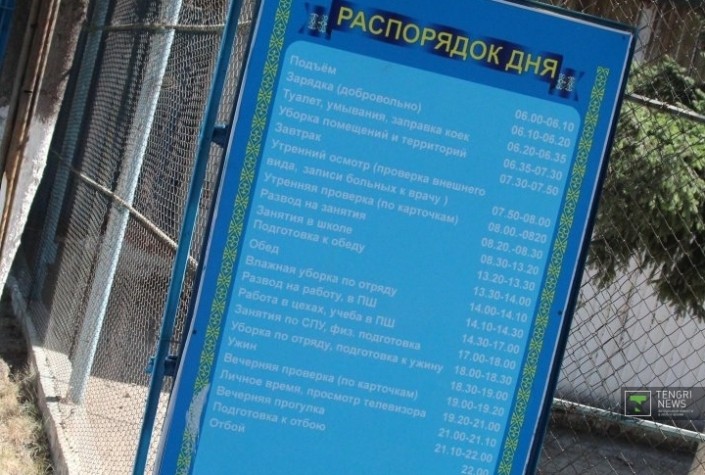 РАСПОРЯДОК ДНЯ
Подъём 06.00-06.10
Зарядка (добровольно) 06.10-06.20
Туалет, умывания, заправка коек 06.20-06.35
Уборка помещений и территорий 06.35-07.30
Завтрак 07.30-07.50
Утренний осмотр (проверка внешнего
вида, записи больных к врачу ) 07.50-08.00
Утренняя проверка (по карточкам) 08.00.-0820
Развод на занятия 08.20.-08.30
Занятия в школе 08.30-13.20
Подготовка к обеду 13.20-13.30
Обед 13.30-14.00
Влажная уборка по отряду 14.00-14.10
Развод на работу, в ПШ 14.10-14.30
Работа в цехах, учеба в ПШ 14.30-17.00
Занятия по СПУ, физ. подготовка 17.00-18.00
Уборка по отряду, подготовка к ужину 18.00-18.30
Ужин 18.30-19.00
Вечерняя проверка (по карточкам) 19.00-19.20
Личное время, просмотр телевизора 19.20-21.00
Вечерняя прогулка 21.00-21.10
Подготовка к отбою 21.10-22.00
Отбой 22.00
TENGRI
NEWS